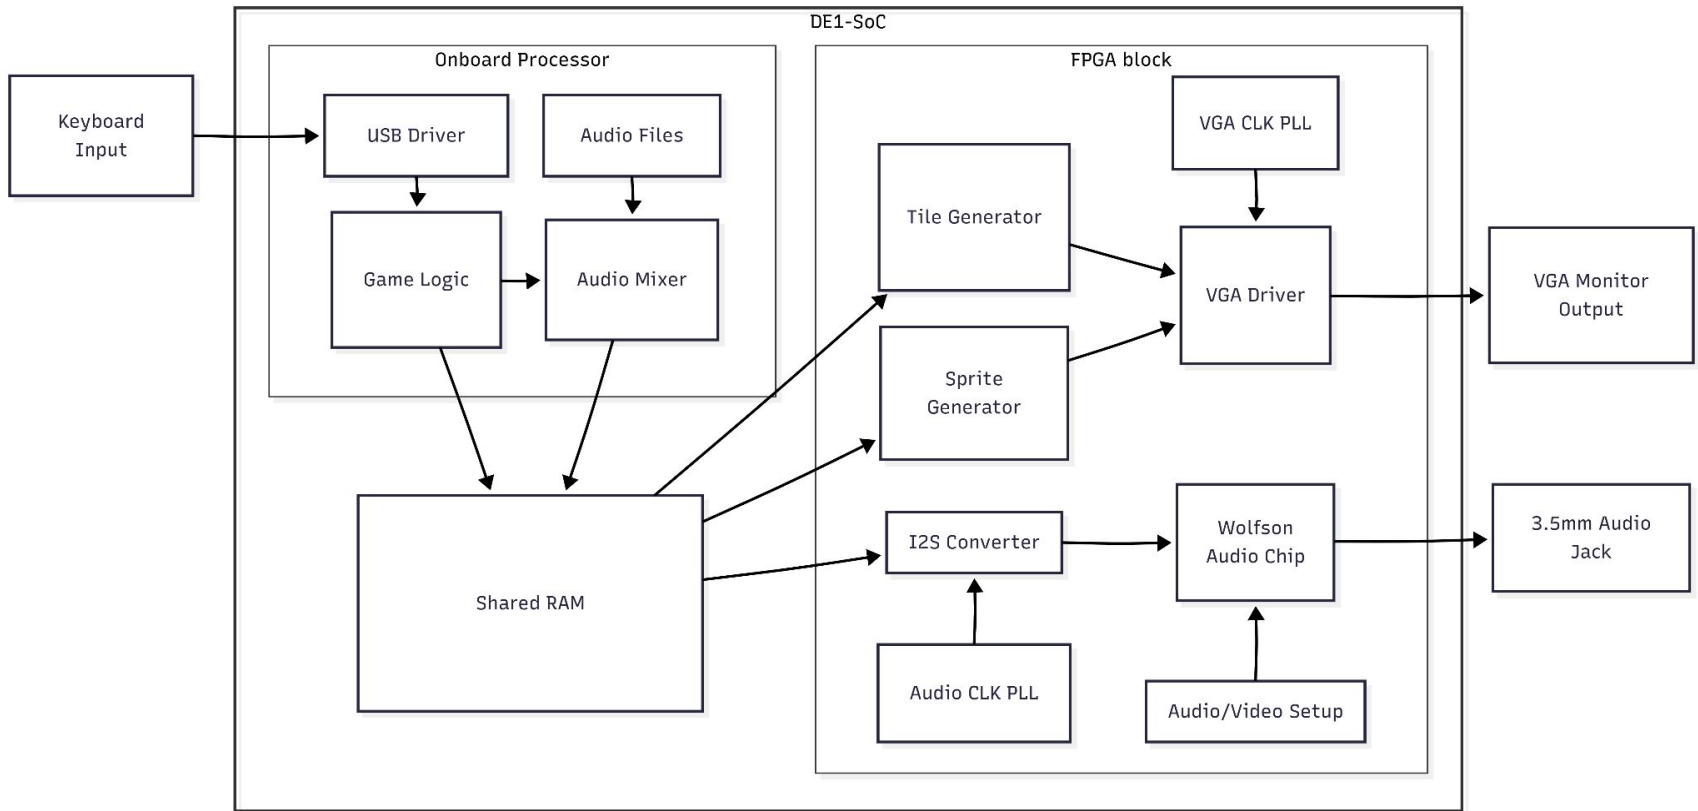 DE1-SoC
Onboard Processor
FPGA block
Keyboard
Input
USB Driver
Audio Files
Game Logic
Audio Mixer
Shared RAM
Tile Generator
VGA CLK PLL
VGA Driver
Sprite
Generator
I2S Converter
Wolfson
Audio Chip
Audio CLK PLL
Audio/Video Setup
VGA Monitor
Output
3.5mm Audio
Jack